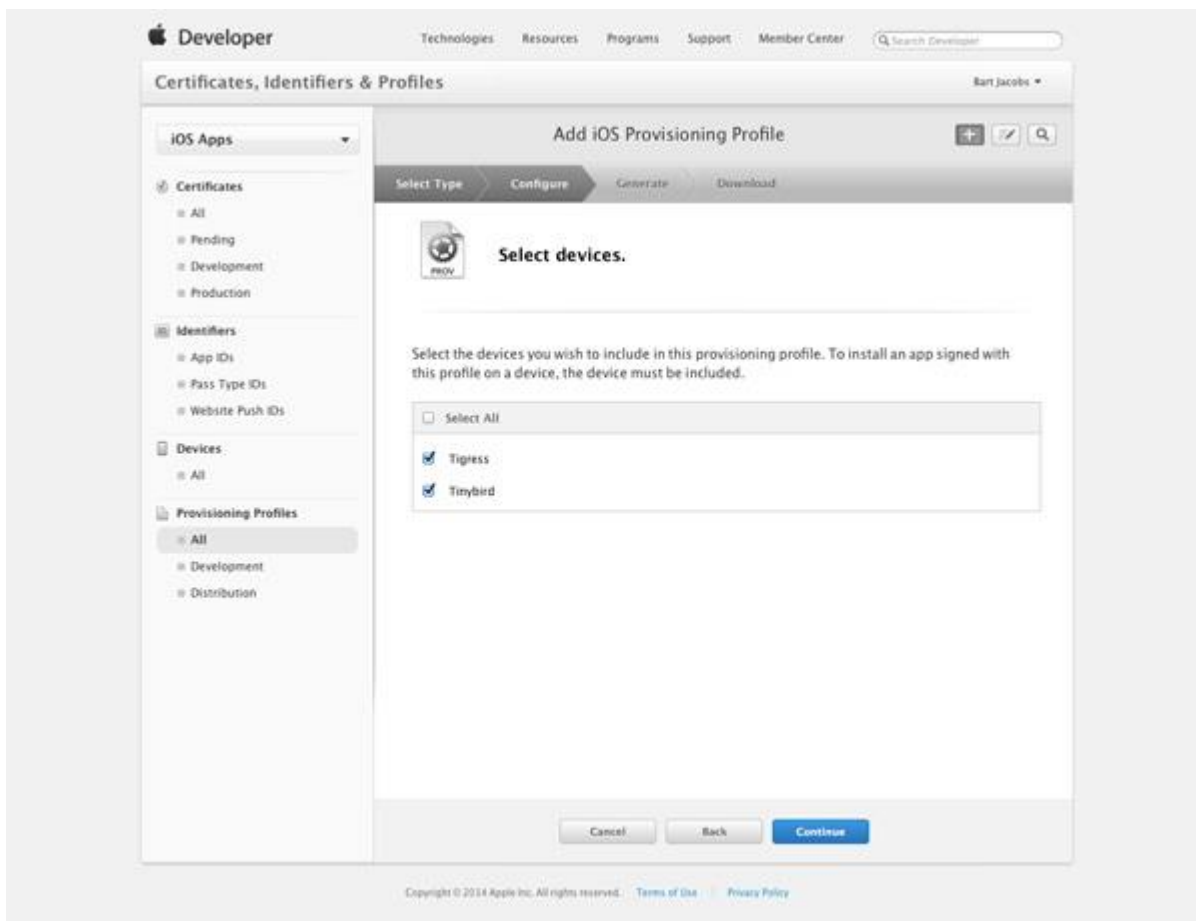 Developer
Technologies Resources Programs Support Member Center Search Developer
Certificates, Identifiers & Profiles
Bart Jacobs
iOS Apps
Add iOS Provisioning Profile
Select Type Configure Generate Download
Certificates
All
Pending
Development
Production
Identifiers
App IDs
Pass Type IDs
Website Push IDs
Devices
All
Provisioning Profiles
All
Development
Distribution
PROV
Select devices.
Select the devices you wish to include in this provisioning profile. To install an app signed with
this profile on a device, the device must be included.
Select All
Tigress
Tinybird
Cancel Back Continue
Copyright © 2014 Apple Inc. All rights reserved. Terms of Use Privacy Policy